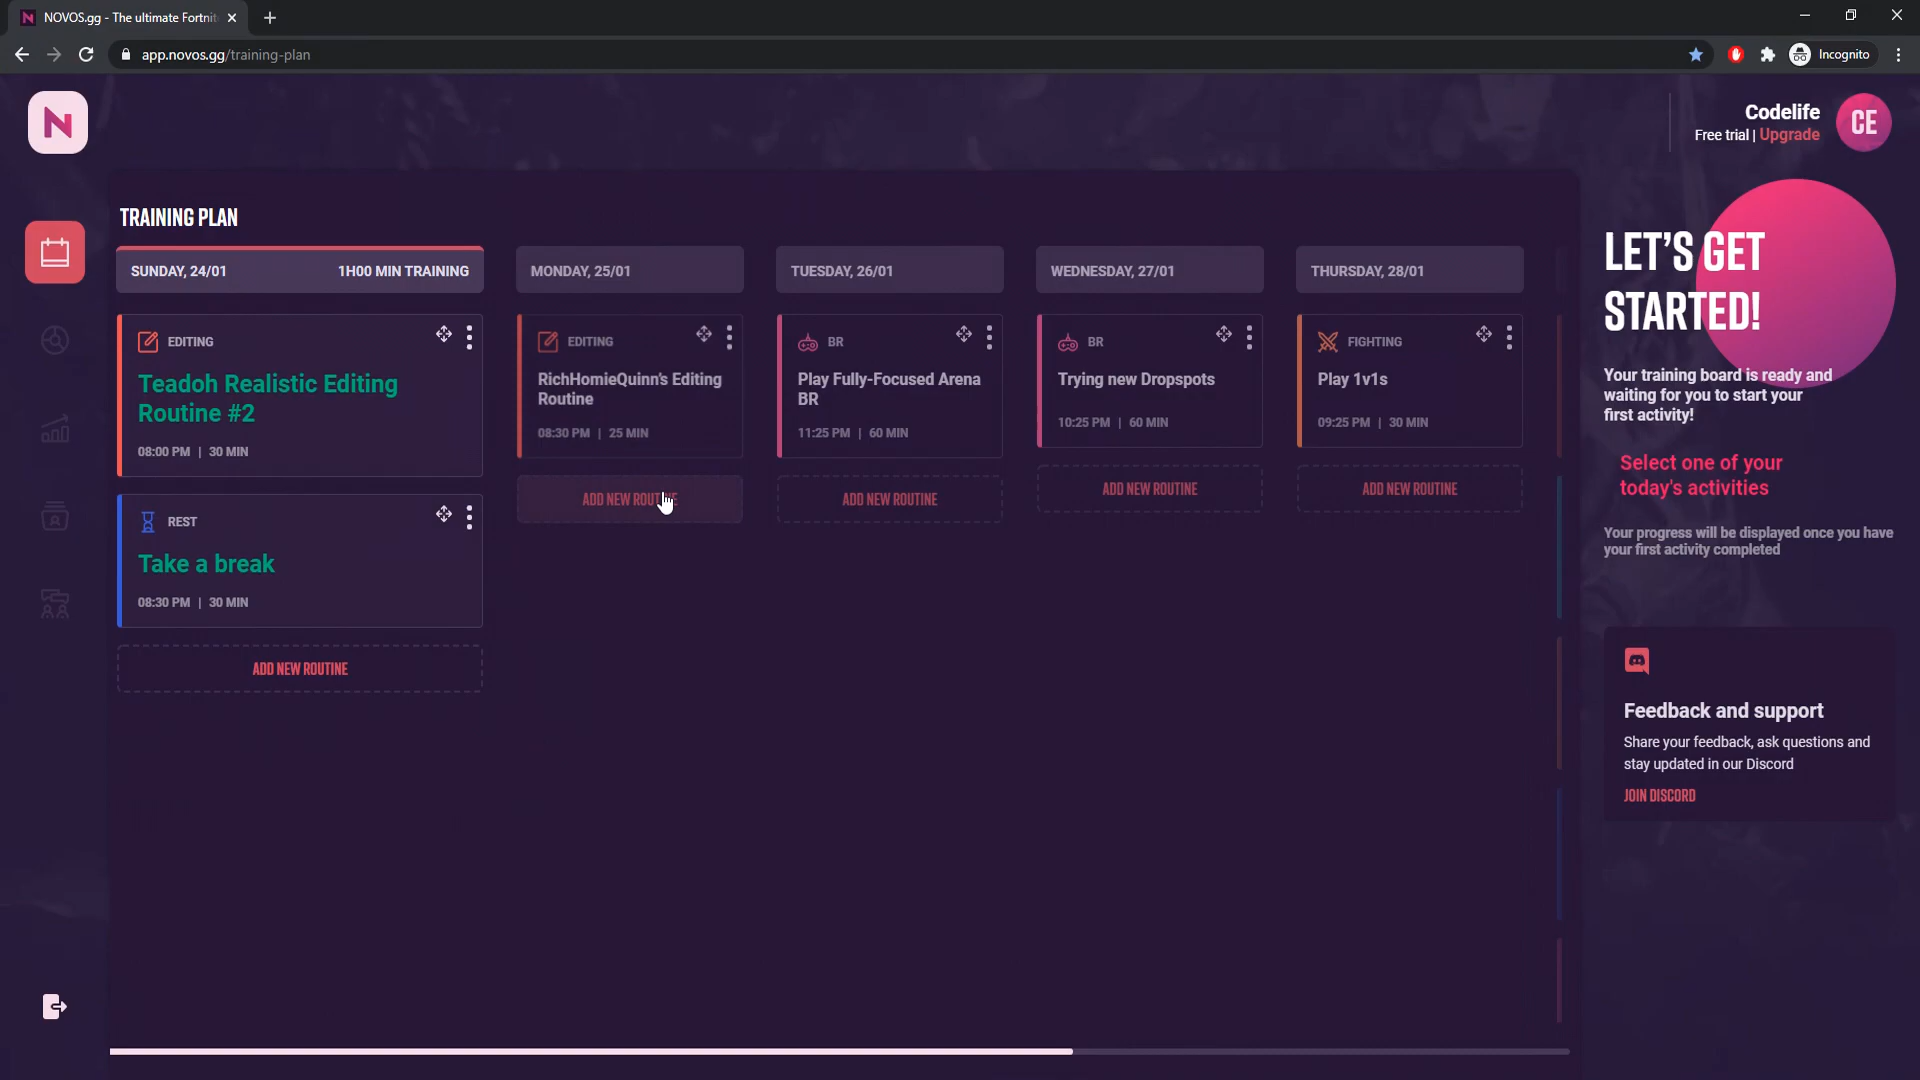 NOVOS.gg - The ultimate Fortnit
app.novos.gg/training-plan
Incognito
N
Codelife
Free trial | Upgrade
CE
TRAINING PLAN
SUNDAY, 24/01 1H00 MIN TRAINING
EDITING
Teadoh Realistic Editing
Routine #2
08:00 PM | 30 MIN
REST
Take a break
08:30 PM | 30 MIN
ADD NEW ROUTINE
MONDAY, 25/01
EDITING
RichHomieQuinn's Editing
Routine
08:30 PM | 25 MIN
ADD NEW ROUTINE
TUESDAY, 26/01
BR
Play Fully-Focused Arena
BR
11:25 PM | 60 MIN
ADD NEW ROUTINE
WEDNESDAY, 27/01
BR
Trying new Dropspots
10:25 PM | 60 MIN
ADD NEW ROUTINE
THURSDAY, 28/01
FIGHTING
Play 1v1s
09:25 PM | 30 MIN
ADD NEW ROUTINE
LET'S GET
STARTED!
Your training board is ready and
waiting for you to start your
first activity!
Select one of your
today's activities
Your progress will be displayed once you have
your first activity completed
Feedback and support
Share your feedback, ask questions and
stay updated in our Discord
JOIN DISCORD